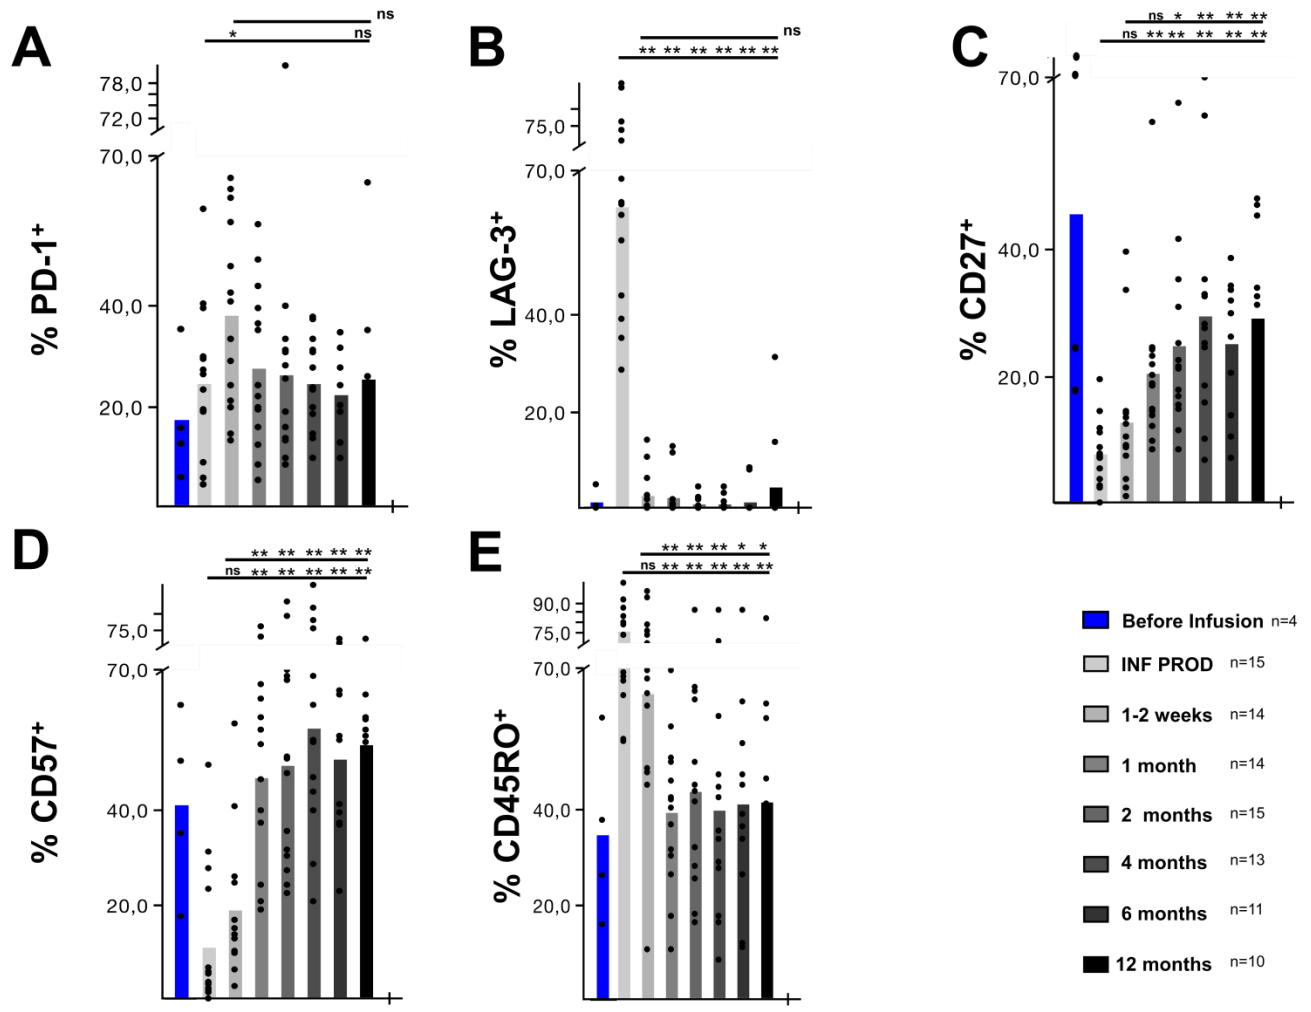 A
ns
* ns
78,0
72,0
70,0
40,0
20,0
% PD-1+
B
ns
** ** ** ** ** **
75,0
70,0
40,0
20,0
% LAG-3+
C
ns * ** ** **
ns ** ** ** ** **
70,0
40,0
20,0
% CD27+
D
** ** ** ** **
ns ** ** ** ** **
75,0
70,0
40,0
20,0
% CD57+
E
** ** ** * *
ns ** ** ** ** **
90,0
75,0
70,0
40,0
20,0
% CD45RO+
Before Infusion n=4
INF PROD n=15
1-2 weeks n=14
1 month n=14
2 months n=15
4 months n=13
6 months n=11
12 months n=10